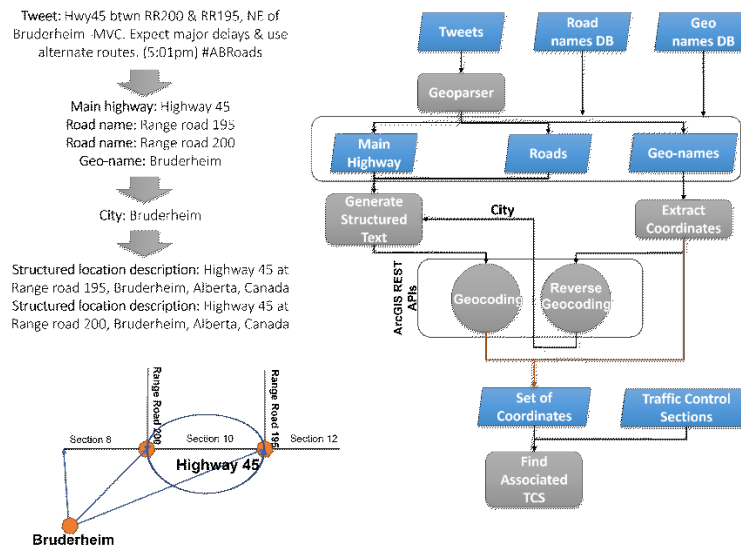 Tweet: Hwy45 btwn RR200 & RR195, NE of
Bruderheim -MVC. Expect major delays & use
alternate routes. (5:01pm) #ABRoads
Main highway: Highway 45
Road name: Range road 195
Road name: Range road 200
Geo-name: Bruderheim
City: Bruderheim
Structured location description: Highway 45 at
Range road 195, Bruderheim, Alberta, Canada
Structured location description: Highway 45 at
Range road 200, Bruderheim, Alberta, Canada
Range Road 200
Range Road 195
Section 8
Section 10
Section 12
Highway 45
Bruderheim
Tweets
Road
names DB
Geo
names DB
Geoparser
Main
Highway
Roads
Geo-names
Generate
Structured
Text
City
Extract
Coordinates
ArcGIS REST
APIs
Geocoding
Reverse
Geocoding
Set of
Coordinates
Traffic Control
Sections
Find
Associated
TCS